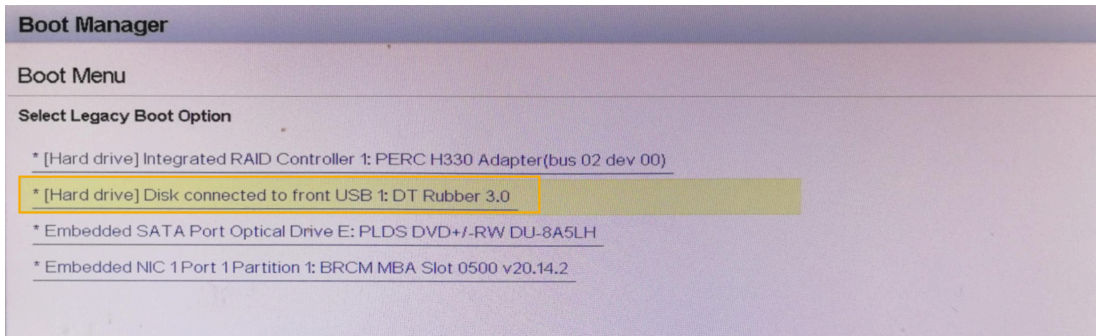 Boot Manager
Boot Menu
Select Legacy Boot Option
* [Hard drive] Integrated RAID Controller 1: PERC H330 Adapter(bus 02 dev 00)
* [Hard drive] Disk connected to front USB 1: DT Rubber 3.0
* Embedded SATA Port Optical Drive E: PLDS DVD+/-RW DU-8A5LH
* Embedded NIC 1 Port 1 Partition 1: BRCM MBA Slot 0500 v20.14.2